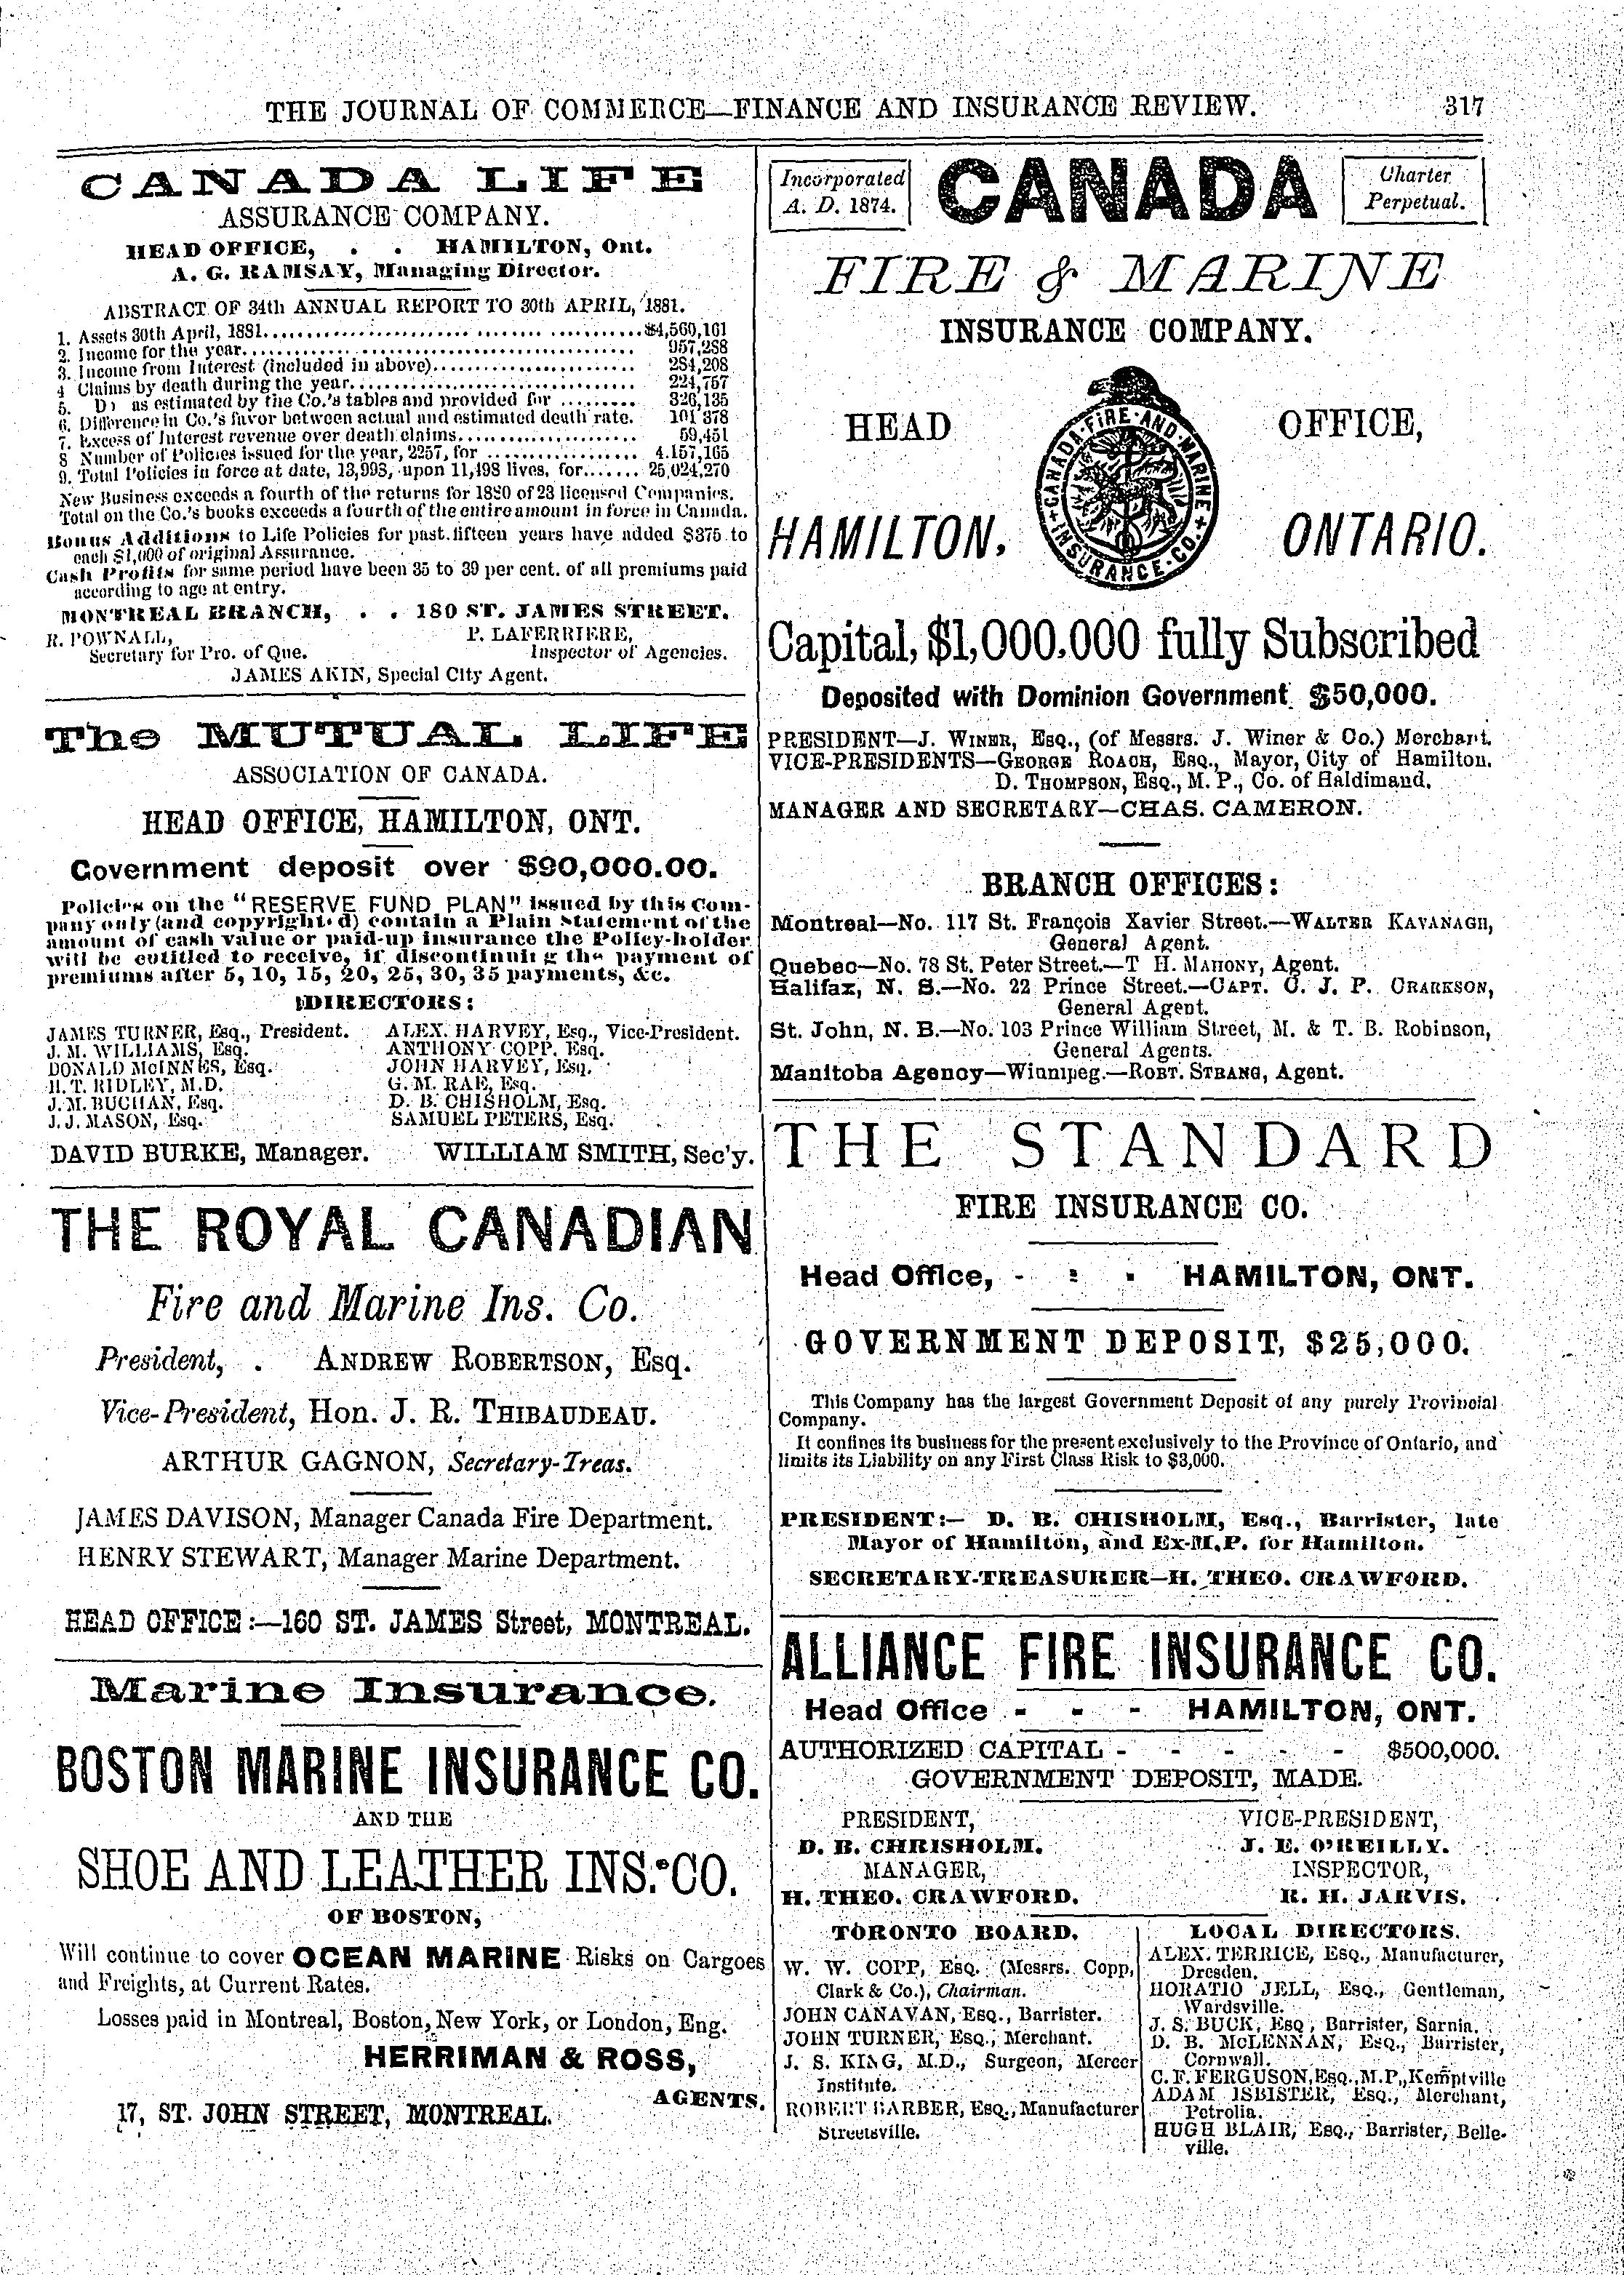 THE JOURNAL OF COMMERCE—FINANCE AND INSURANCE REVIEW. 317
CANADA LIFE
ASSURANCE COMPANY.
HEAD OFFICE, . . HAMILTON, Ont.
A. G. RAMSAY, Managing Director.
ABSTRACT OF 34th ANNUAL REPORT TO 30th APRIL, 1881.
1. Assets 30th April, 1881.......... $4,560,161
2. Income for the year.......... 957,288
3. Income from Interest (included in above).......... 284,208
4 Claims by death during the year.......... 224,757
5. Do as estimated by the Co.'s tables and provided for ......... 326,135
6. Difference in Co.'s favor between actual and estimated death rate. 101 378
7. Excess of Interest revenue over death claims.......... 59,451
8 Number of Policies issued for the year, 2257, for .......... 4.157,165
9. Total Policies in force at date, 13,993, upon 11,498 lives, for....... 25,024,270
New Business exceeds a fourth of the returns for 1880 of 23 licensed Companies.
Total on the Co.'s books exceeds a fourth of the entire amount in force in Canada.
Bonus Additions to Life Policies for past fifteen years have added $375 to
each $1,000 of original Assurance.
Cash Profits for same period have been 35 to 39 per cent. of all premiums paid
according to age at entry.
MONTREAL BRANCH, . . 180 ST. JAMES STREET.
R. POWNALL, P. LAFERRIERE,
Secretary for Pro. of Que. Inspector of Agencies.
JAMES AKIN, Special City Agent.
The MUTUAL LIFE
ASSOCIATION OF CANADA.
HEAD OFFICE, HAMILTON, ONT.
Government deposit over $90,000.00.
Policies on the "RESERVE FUND PLAN" issued by this Com-
pany only (and copyright d) contain a Plain Statement of the
amount of cash value or paid-up insurance the Policy-holder
will be entitled to receive, if discontinuing the payment of
premiums after 5, 10, 15, 20, 25, 30, 35 payments, &c.
DIRECTORS:
JAMES TURNER, Esq., President. ALEX. HARVEY, Esq., Vice-President.
J. M. WILLIAMS, Esq. ANTHONY COPP, Esq.
DONALD McINNES, Esq. JOHN HARVEY, Esq.
H. T. RIDLEY, M.D. G. M. RAE, Esq.
J. M. BUCHAN, Esq. D. B. CHISHOLM, Esq.
J. J. MASON, Esq. SAMUEL PETERS, Esq.
DAVID BURKE, Manager. WILLIAM SMITH, Sec'y.
THE ROYAL CANADIAN
Fire and Marine Ins. Co.
President, . ANDREW ROBERTSON, Esq.
Vice-President, Hon. J. R. THIBAUDEAU.
ARTHUR GAGNON, Secretary-Treas.
JAMES DAVISON, Manager Canada Fire Department.
HENRY STEWART, Manager Marine Department.
HEAD OFFICE:—160 ST. JAMES Street, MONTREAL.
Marine Insurance.
BOSTON MARINE INSURANCE CO.
AND THE
SHOE AND LEATHER INS. CO.
OF BOSTON,
Will continue to cover OCEAN MARINE Risks on Cargoes
and Freights, at Current Rates.
Losses paid in Montreal, Boston, New York, or London, Eng.
HERRIMAN & ROSS,
AGENTS.
17, ST. JOHN STREET, MONTREAL.
Incorporated
A. D. 1874.
CANADA
Charter
Perpetual.
FIRE & MARINE
INSURANCE COMPANY.
HEAD OFFICE,
CANADA FIRE AND MARINE
INSURANCE CO.
HAMILTON, ONTARIO.
Capital, $1,000.000 fully Subscribed
Deposited with Dominion Government $50,000.
PRESIDENT—J. WINER, ESQ., (of Messrs. J. Winer & Co.) Merchant.
VICE-PRESIDENTS—GEORGE ROACH, ESQ., Mayor, City of Hamilton.
D. THOMPSON, ESQ., M. P., Co. of Haldimand.
MANAGER AND SECRETARY—CHAS. CAMERON.
BRANCH OFFICES:
Montreal—No. 117 St. François Xavier Street.—WALTER KAVANAGH,
General Agent.
Quebec—No. 78 St. Peter Street.—T H. MAHONY, Agent.
Halifax, N. S.—No. 22 Prince Street.—CAPT. C. J. P. CRARKSON,
General Agent.
St. John, N. B.—No. 103 Prince William Street, M. & T. B. Robinson,
General Agents.
Manitoba Agency—Winnipeg.—ROBT. STRANG, Agent.
THE STANDARD
FIRE INSURANCE CO.
Head Office, - : - HAMILTON, ONT.
GOVERNMENT DEPOSIT, $25,000.
This Company has the largest Government Deposit of any purely Provincial
Company.
It confines its business for the present exclusively to the Province of Ontario, and
limits its Liability on any First Class Risk to $3,000.
PRESIDENT:— D. B. CHISHOLM, Esq., Barrister, late
Mayor of Hamilton, and Ex-M.P. for Hamilton.
SECRETARY-TREASURER—H. THEO. CRAWFORD.
ALLIANCE FIRE INSURANCE CO.
Head Office - - - HAMILTON, ONT.
AUTHORIZED CAPITAL - - - - - $500,000.
GOVERNMENT DEPOSIT, MADE.
PRESIDENT, VICE-PRESIDENT,
D. B. CHRISHOLM. J. E. O'REILLY.
MANAGER, INSPECTOR,
H. THEO. CRAWFORD. R. H. JARVIS.
TORONTO BOARD.
W. W. COPP, ESQ. (Messrs. Copp,
Clark & Co.), Chairman.
JOHN CANAVAN, ESQ., Barrister.
JOHN TURNER, ESQ., Merchant.
J. S. KING, M.D., Surgeon, Mercer
Institute.
ROBERT BARBER, ESQ., Manufacturer
Streetsville.
LOCAL DIRECTORS.
ALEX. TERRICE, ESQ., Manufacturer,
Dresden.
HORATIO JELL, ESQ., Gentleman,
Wardsville.
J. S. BUCK, ESQ, Barrister, Sarnia.
D. B. MCLENNAN, ESQ., Barrister,
Cornwall.
C. F. FERGUSON, ESQ., M.P., Kemptville
ADAM ISBISTER, ESQ., Merchant,
Petrolia.
HUGH BLAIR, ESQ., Barrister, Belle-
ville.